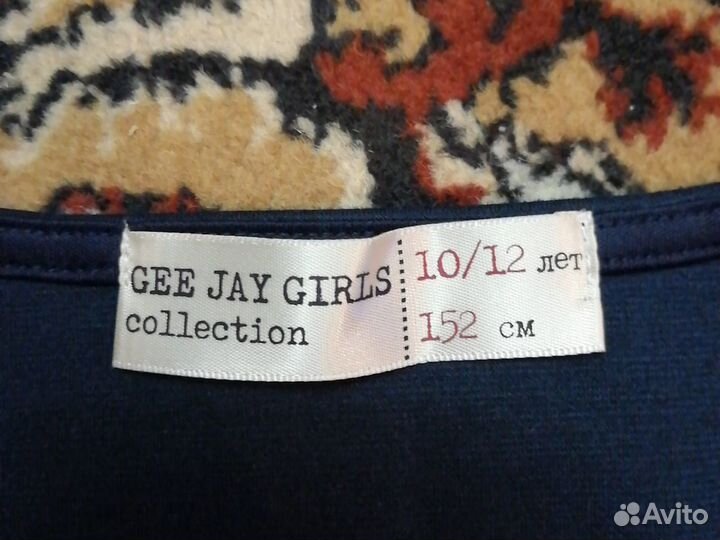 GEE JAY GIRLS
collection
10/12 лет
152 см
Avito